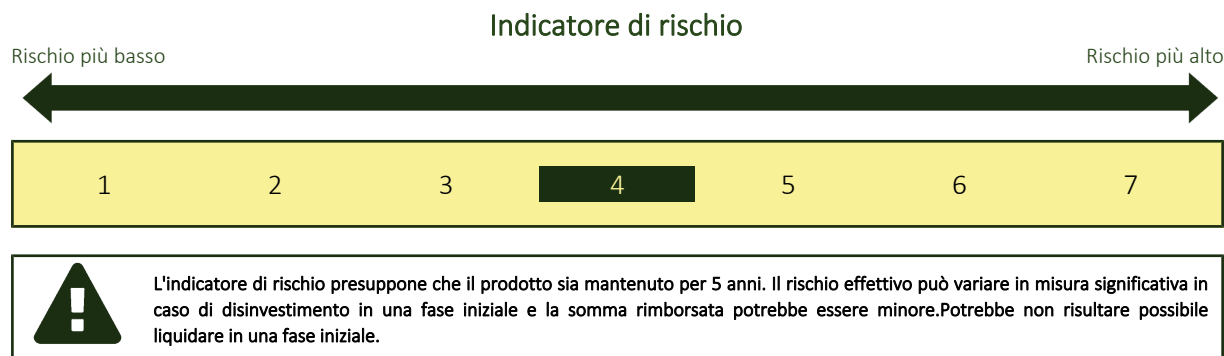 Indicatore di rischio
Rischio più basso
Rischio più alto
1 2 3 4 5 6 7
L'indicatore di rischio presuppone che il prodotto sia mantenuto per 5 anni. Il rischio effettivo può variare in misura significativa in
caso di disinvestimento in una fase iniziale e la somma rimborsata potrebbe essere minore.Potrebbe non risultare possibile
liquidare in una fase iniziale.